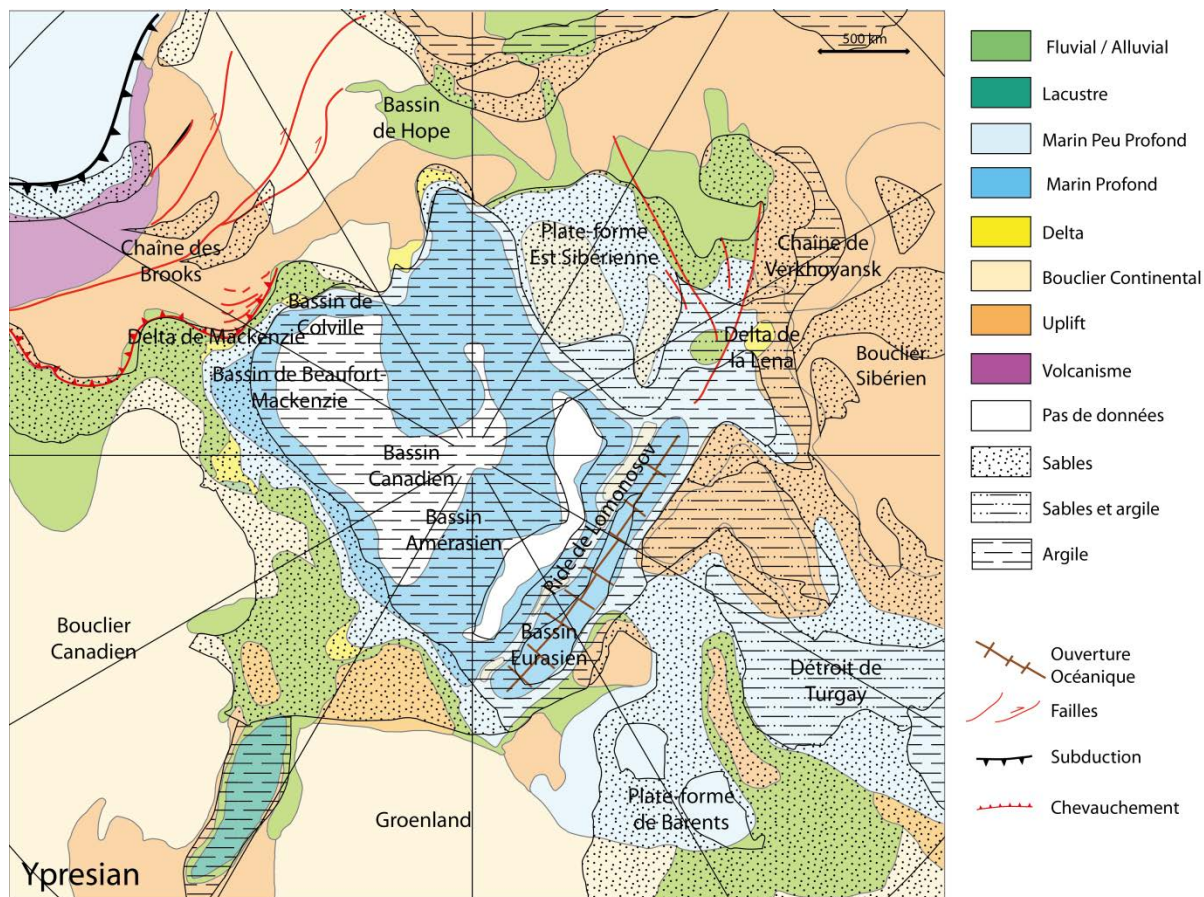 500 km
Bassin
de Hope
Plate-forme
Est Sibérienne
Chaîne de
Verkhoyansk
Chaîne des
Brooks
Bassin de
Colville
Delta de Mackenzie
Delta de
la Lena
Bouclier
Sibérien
Bassin de Beaufort-
Mackenzie
Bassin
Canadien
Bassin
Amérasien
Ride de Lomonosov
Bassin
Eurasien
Bouclier
Canadien
Détroit de
Turgay
Groenland
Plate-forme
de Barents
Ypresian
Fluvial / Alluvial
Lacustre
Marin Peu Profond
Marin Profond
Delta
Bouclier Continental
Uplift
Volcanisme
Pas de données
Sables
Sables et argile
Argile
Ouverture
Océanique
Failles
Subduction
Chevauchement